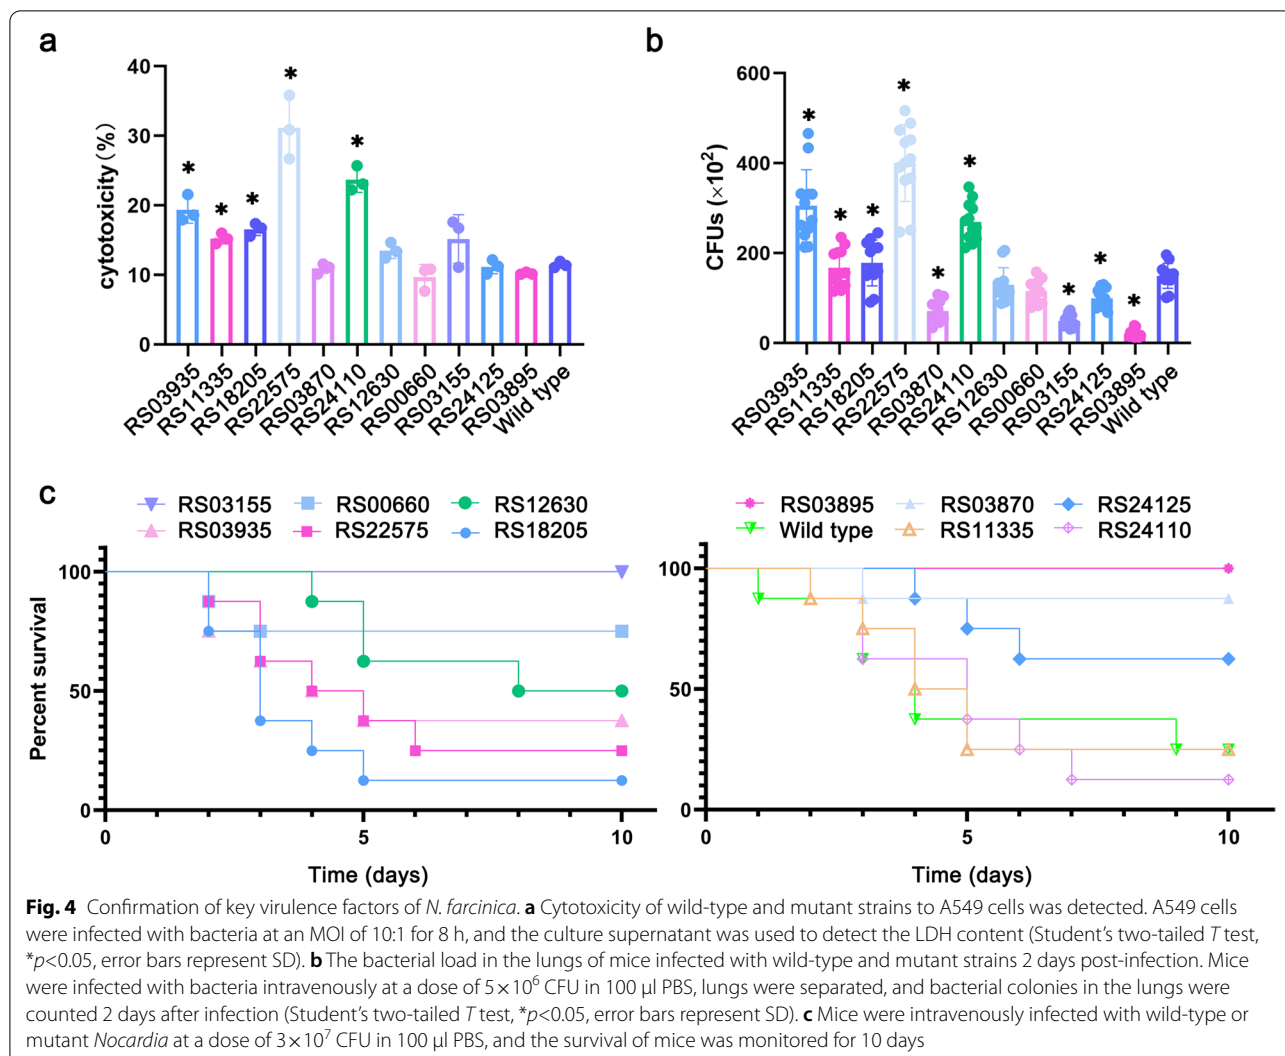 a
cytotoxicity (%)
40
30
20
10
0
* * * * *
RS03935
RS11335
RS18205
RS22575
RS03870
RS24110
RS12630
RS00660
RS03155
RS24125
RS03895
Wild type
b
CFUs (×10²)
600
400
200
0
* * * * * * * * *
RS03935
RS11335
RS18205
RS22575
RS03870
RS24110
RS12630
RS00660
RS03155
RS24125
RS03895
Wild type
c
RS03155 RS00660 RS12630
RS03935 RS22575 RS18205
Percent survival
100
50
0
0 5 10
Time (days)
RS03895 RS03870 RS24125
Wild type RS11335 RS24110
100
50
0
0 5 10
Time (days)
Fig. 4 Confirmation of key virulence factors of N. farcinica. a Cytotoxicity of wild-type and mutant strains to A549 cells was detected. A549 cells
were infected with bacteria at an MOI of 10:1 for 8 h, and the culture supernatant was used to detect the LDH content (Student's two-tailed T test,
*p<0.05, error bars represent SD). b The bacterial load in the lungs of mice infected with wild-type and mutant strains 2 days post-infection. Mice
were infected with bacteria intravenously at a dose of 5 × 10⁶ CFU in 100 µl PBS, lungs were separated, and bacterial colonies in the lungs were
counted 2 days after infection (Student's two-tailed T test, *p<0.05, error bars represent SD). c Mice were intravenously infected with wild-type or
mutant Nocardia at a dose of 3 × 10⁷ CFU in 100 µl PBS, and the survival of mice was monitored for 10 days